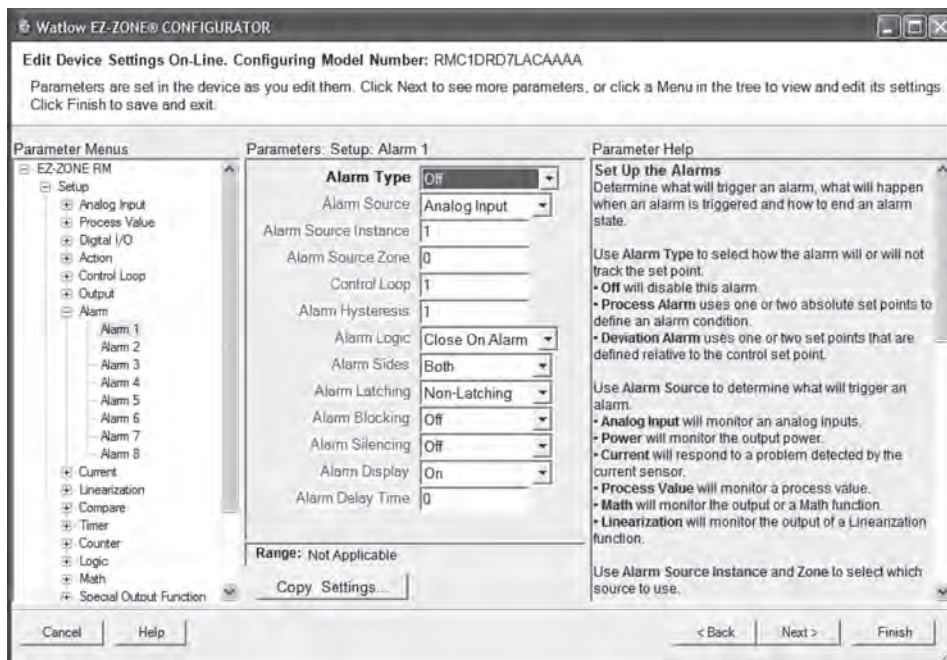 Watlow EZ-ZONE® CONFIGURATOR
Edit Device Settings On-Line. Configuring Model Number: RMC1DRD7LACAAAA
Parameters are set in the device as you edit them. Click Next to see more parameters, or click a Menu in the tree to view and edit its settings.
Click Finish to save and exit.
Parameter Menus
EZ-ZONE RM
Setup
Analog Input
Process Value
Digital I/O
Action
Control Loop
Output
Alarm
Alarm 1
Alarm 2
Alarm 3
Alarm 4
Alarm 5
Alarm 6
Alarm 7
Alarm 8
Current
Linearization
Compare
Timer
Counter
Logic
Math
Special Output Function
Parameters: Setup: Alarm 1
Alarm Type Off
Alarm Source Analog Input
Alarm Source Instance 1
Alarm Source Zone 0
Control Loop 1
Alarm Hysteresis 1
Alarm Logic Close On Alarm
Alarm Sides Both
Alarm Latching Non-Latching
Alarm Blocking Off
Alarm Silencing Off
Alarm Display On
Alarm Delay Time 0
Range: Not Applicable
Copy Settings...
Parameter Help
Set Up the Alarms
Determine what will trigger an alarm, what will happen
when an alarm is triggered and how to end an alarm
state.
Use Alarm Type to select how the alarm will or will not
track the set point.
• Off will disable this alarm.
• Process Alarm uses one or two absolute set points to
define an alarm condition.
• Deviation Alarm uses one or two set points that are
defined relative to the control set point.
Use Alarm Source to determine what will trigger an
alarm.
• Analog Input will monitor an analog inputs.
• Power will monitor the output power.
• Current will respond to a problem detected by the
current sensor.
• Process Value will monitor a process value.
• Math will monitor the output or a Math function.
• Linearization will monitor the output of a Linearization
function.
Use Alarm Source Instance and Zone to select which
source to use.
Cancel
Help
< Back
Next >
Finish